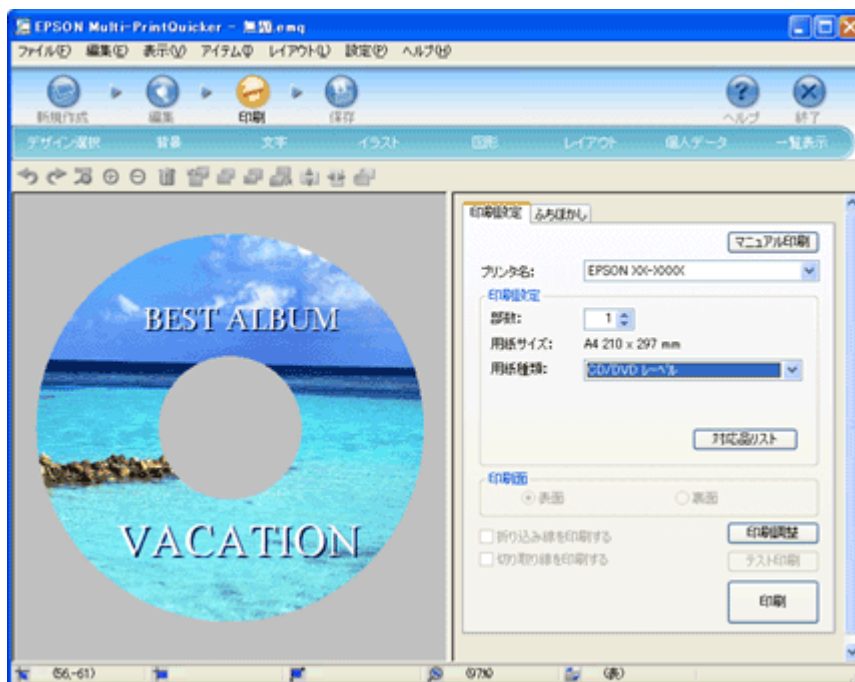 EPSON Multi-PrintQuicker - 無題.emq
ファイル(F) 編集(E) 表示(V) アイテム(I) レイアウト(L) 設定(P) ヘルプ(H)
新規作成 編集 印刷 保存 ヘルプ 終了
デザイン選択 背景 文字 イラスト 図形 レイアウト 個人データ 一覧表示
印刷設定 ふちぼかし
マニュアル印刷
プリンタ名: EPSON XX-XXXX
印刷設定
部数: 1
用紙サイズ: A4 210 x 297 mm
用紙種類: CD/DVD レーベル
対応品リスト
印刷面
表面 裏面
折り込み線を印刷する 印刷調整
切り取り線を印刷する テスト印刷
印刷
BEST ALBUM
VACATION
(56,-61) (97%) (表)